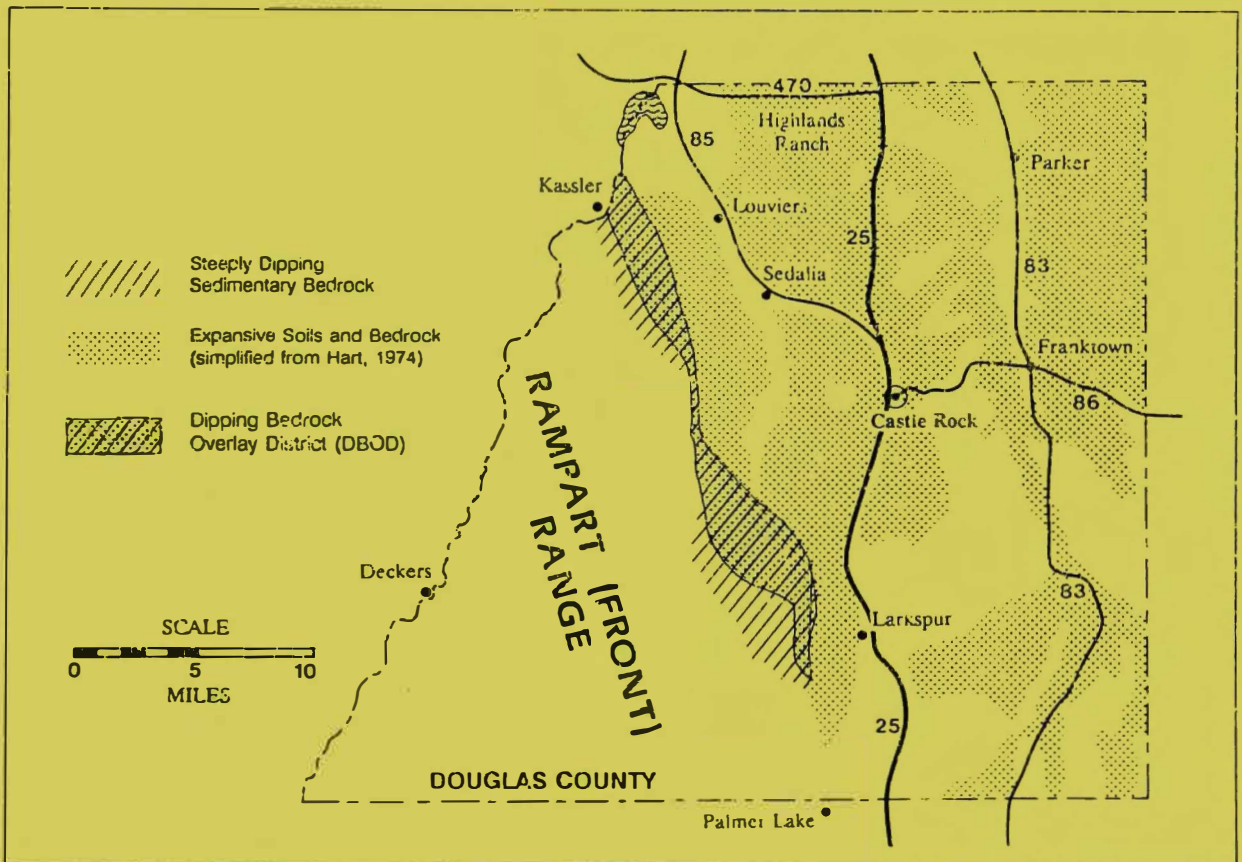 470
Highlands
Ranch
85
Parker
Kassler
Louviers
25
83
Steeply Dipping
Sedimentary Bedrock
Sedalia
Expansive Soils and Bedrock
(simplified from Hart, 1974)
Franktown
86
Castle Rock
Dipping Bedrock
Overlay District (DBOD)
RAMPART (FRONT)
RANGE
Deckers
83
SCALE
0 5 10
MILES
Larkspur
25
DOUGLAS COUNTY
Palmer Lake